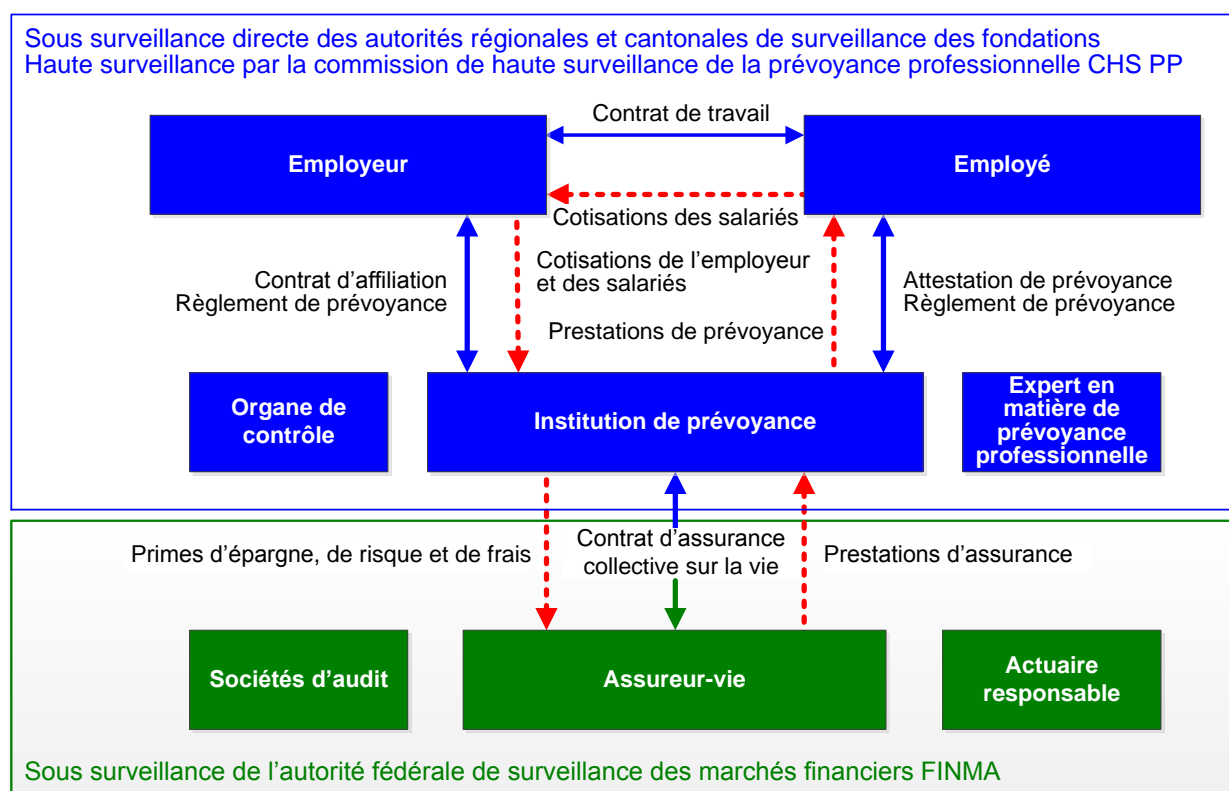 Sous surveillance directe des autorités régionales et cantonales de surveillance des fondations
Haute surveillance par la commission de haute surveillance de la prévoyance professionnelle CHS PP
Contrat de travail
Employeur
Employé
Cotisations des salariés
Contrat d’affiliation
Règlement de prévoyance
Cotisations de l’employeur
et des salariés
Attestation de prévoyance
Règlement de prévoyance
Prestations de prévoyance
Organe de
contrôle
Institution de prévoyance
Expert en
matière de
prévoyance
professionnelle
Primes d’épargne, de risque et de frais
Contrat d’assurance
collective sur la vie
Prestations d’assurance
Sociétés d’audit
Assureur-vie
Actuaire
responsable
Sous surveillance de l’autorité fédérale de surveillance des marchés financiers FINMA